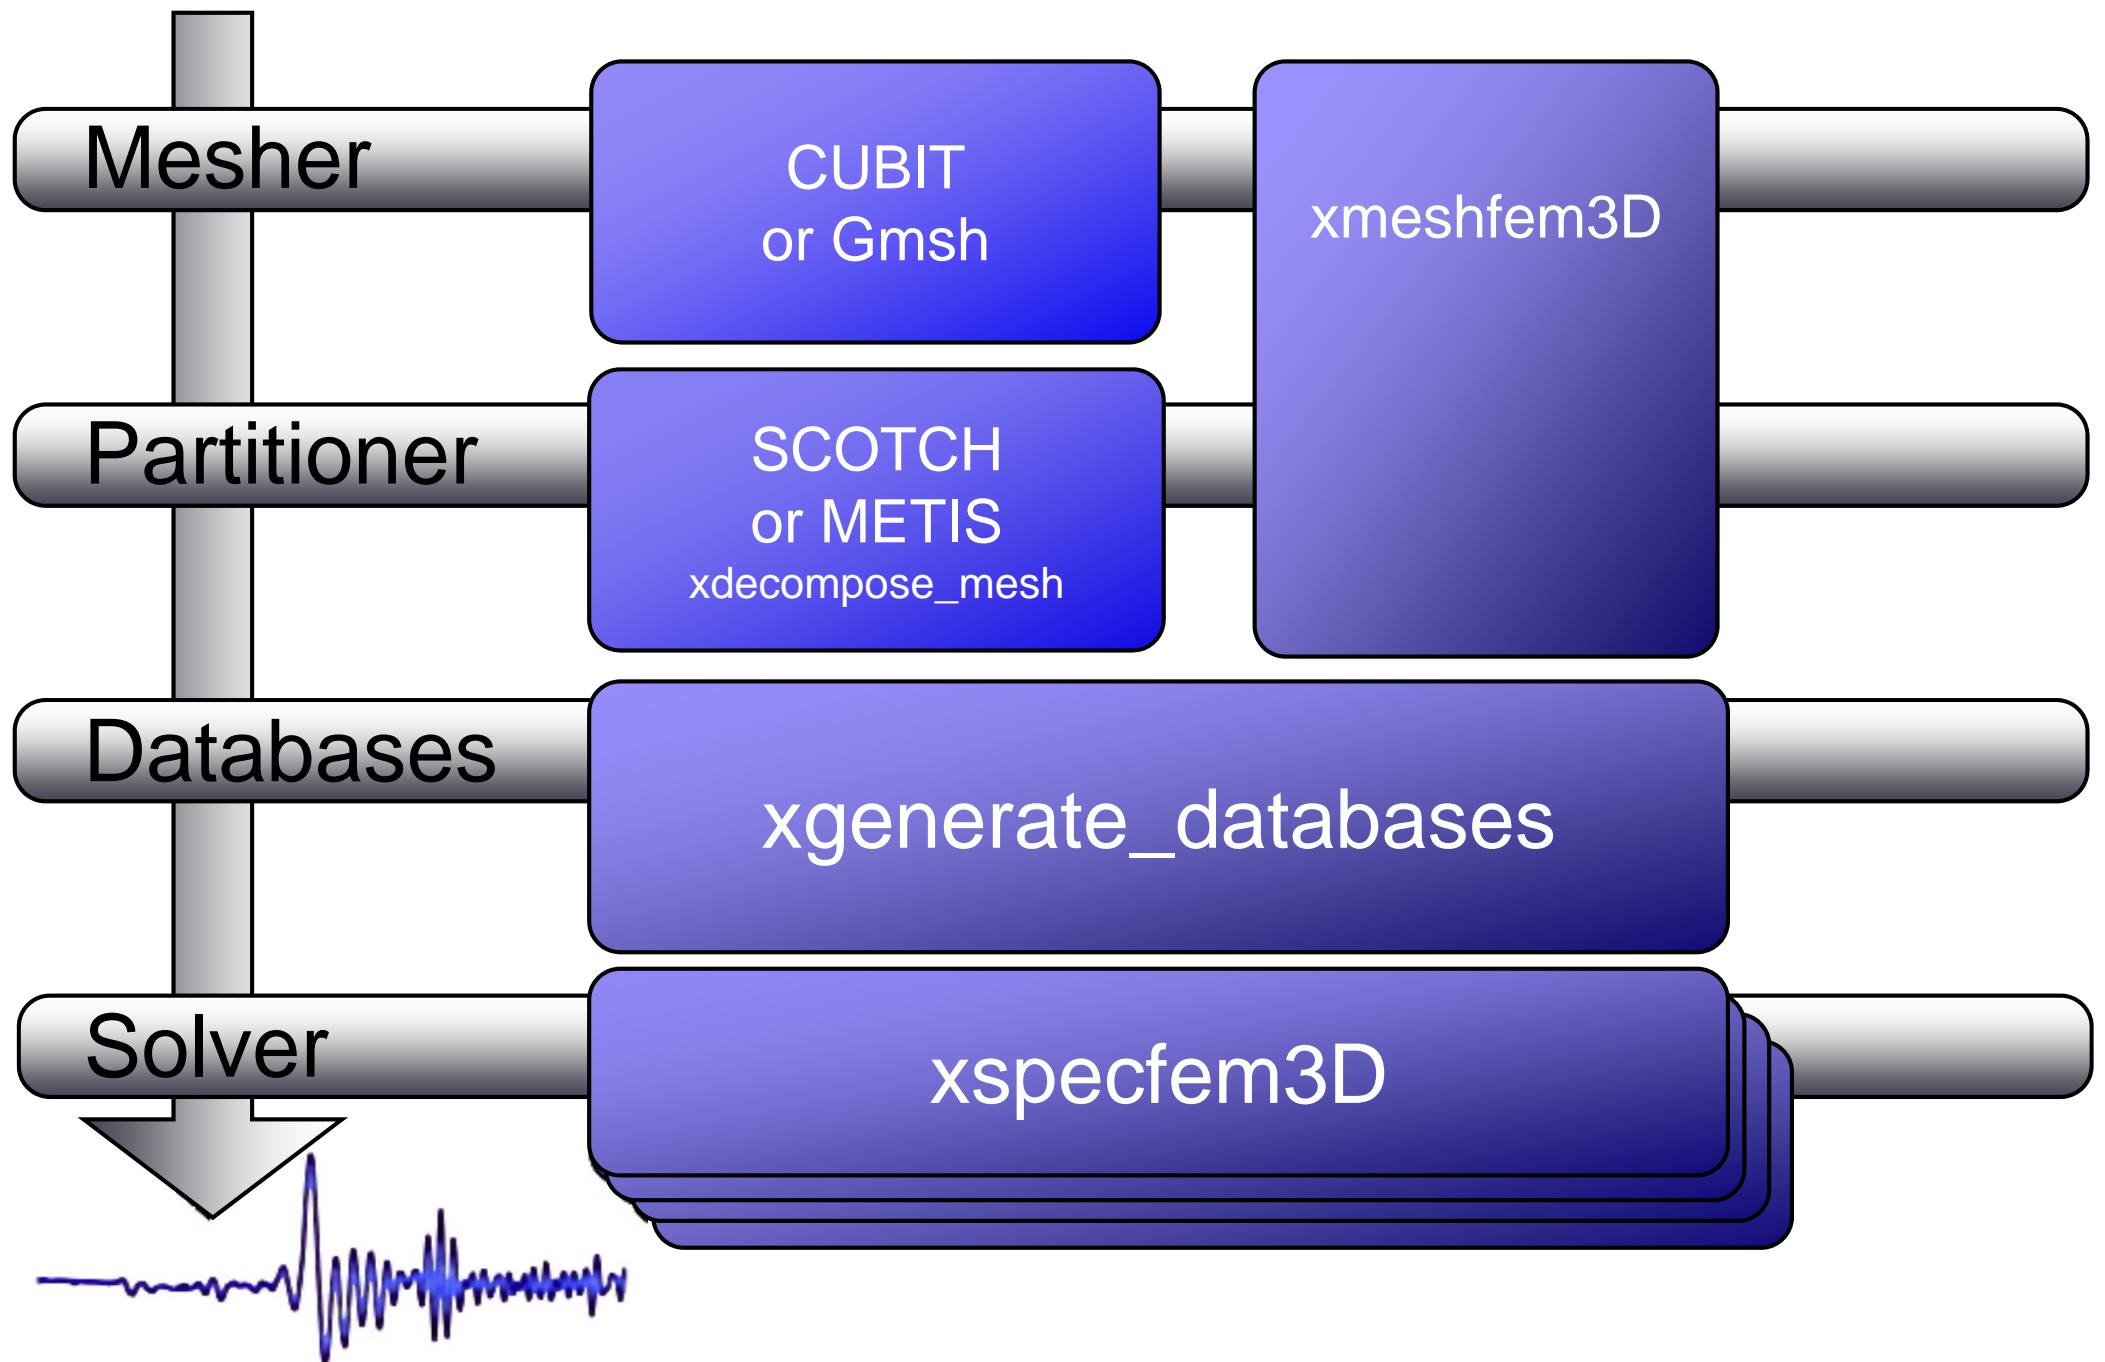 Mesher
CUBIT
or Gmsh
xmeshfem3D
Partitioner
SCOTCH
or METIS
xdecompose_mesh
Databases
xgenerate_databases
Solver
xspecfem3D